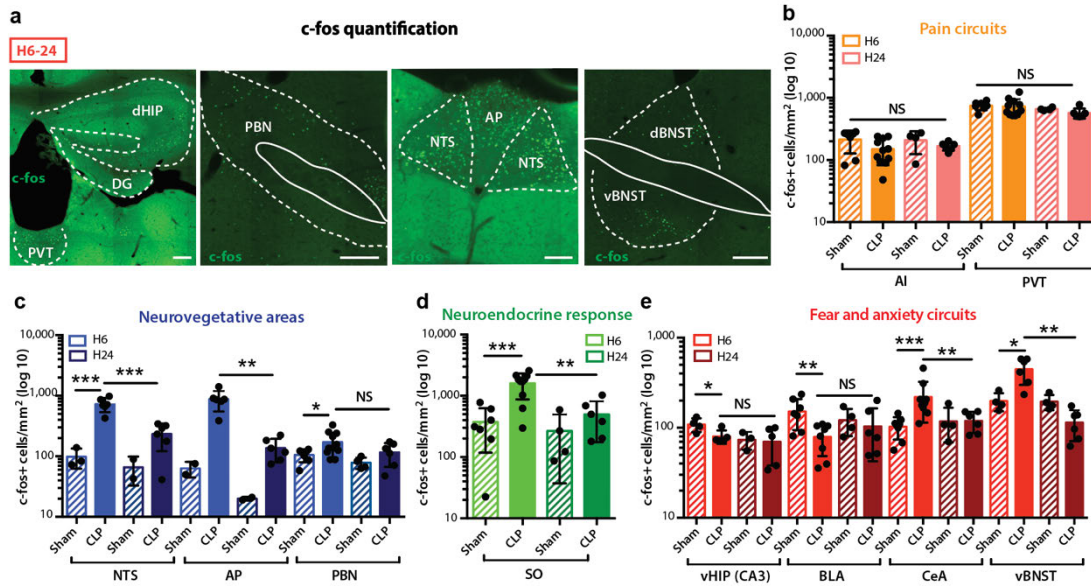 a
c-fos quantification
H6-24
dHIP
c-fos
DG
PVT
PBN
c-fos
NTS
AP
NTS
c-fos
dBNST
vBNST
c-fos
b
Pain circuits
c-fos+ cells/mm² (log 10)
1,000
100
10
H6
H24
NS
NS
Sham
CLP
Sham
CLP
Sham
CLP
Sham
CLP
AI
PVT
c
Neurovegetative areas
c-fos+ cells/mm² (log 10)
10,000
1,000
100
10
H6
H24
***
***
**
*
NS
Sham
CLP
Sham
CLP
Sham
CLP
Sham
CLP
Sham
CLP
Sham
CLP
NTS
AP
PBN
d
Neuroendocrine response
c-fos+ cells/mm² (log 10)
10,000
1,000
100
10
H6
H24
***
**
Sham
CLP
Sham
CLP
SO
e
Fear and anxiety circuits
c-fos+ cells/mm² (log 10)
1,000
100
10
H6
H24
*
NS
**
NS
***
**
*
**
Sham
CLP
Sham
CLP
Sham
CLP
Sham
CLP
Sham
CLP
Sham
CLP
Sham
CLP
Sham
CLP
vHIP (CA3)
BLA
CeA
vBNST